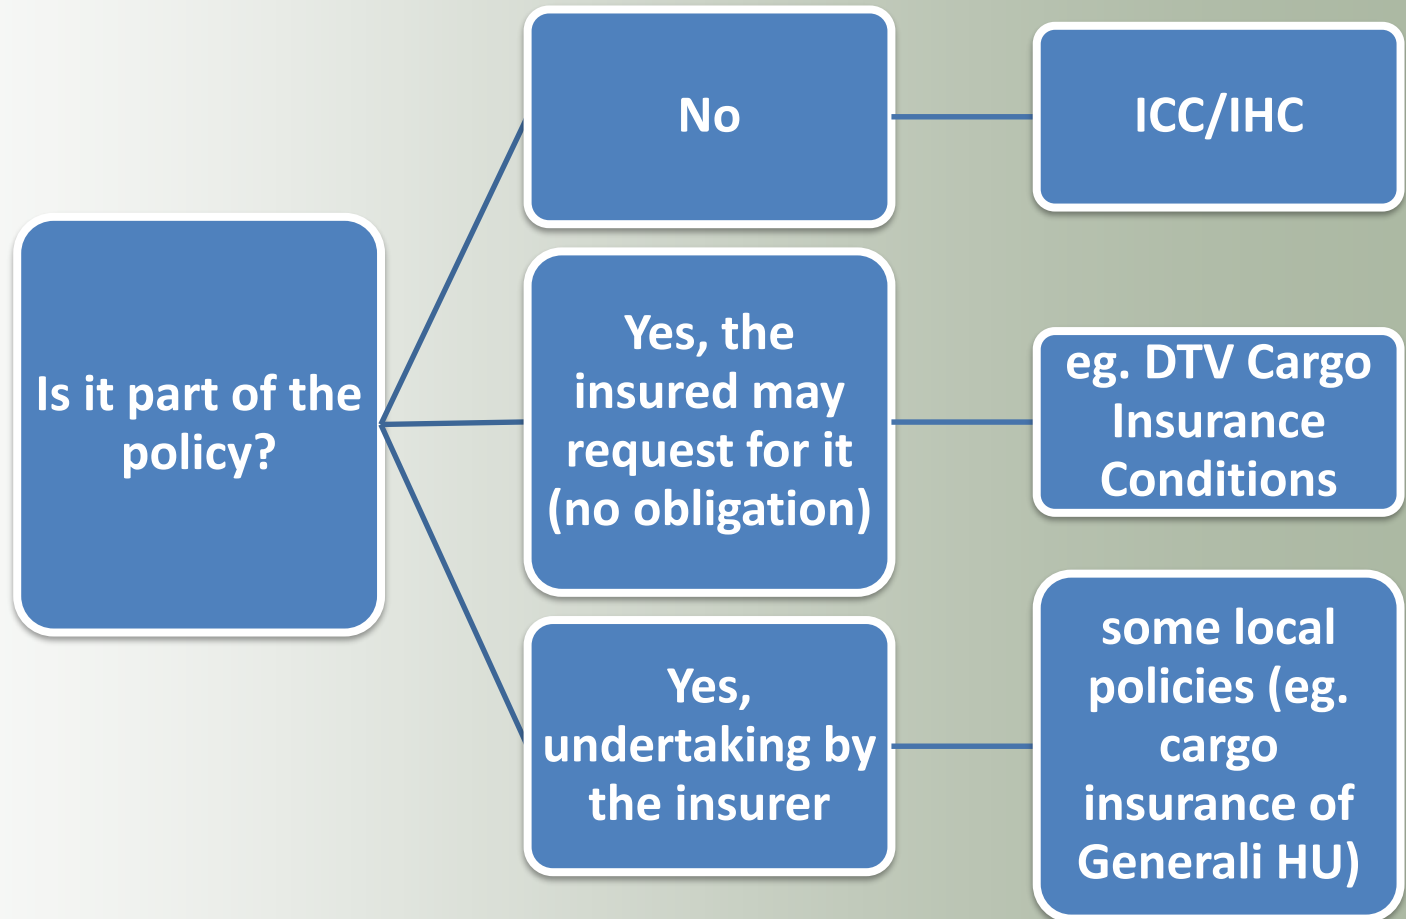 Is it part of the
policy?
No
ICC/IHC
Yes, the
insured may
request for it
(no obligation)
eg. DTV Cargo
Insurance
Conditions
Yes,
undertaking by
the insurer
some local
policies (eg.
cargo
insurance of
Generali HU)